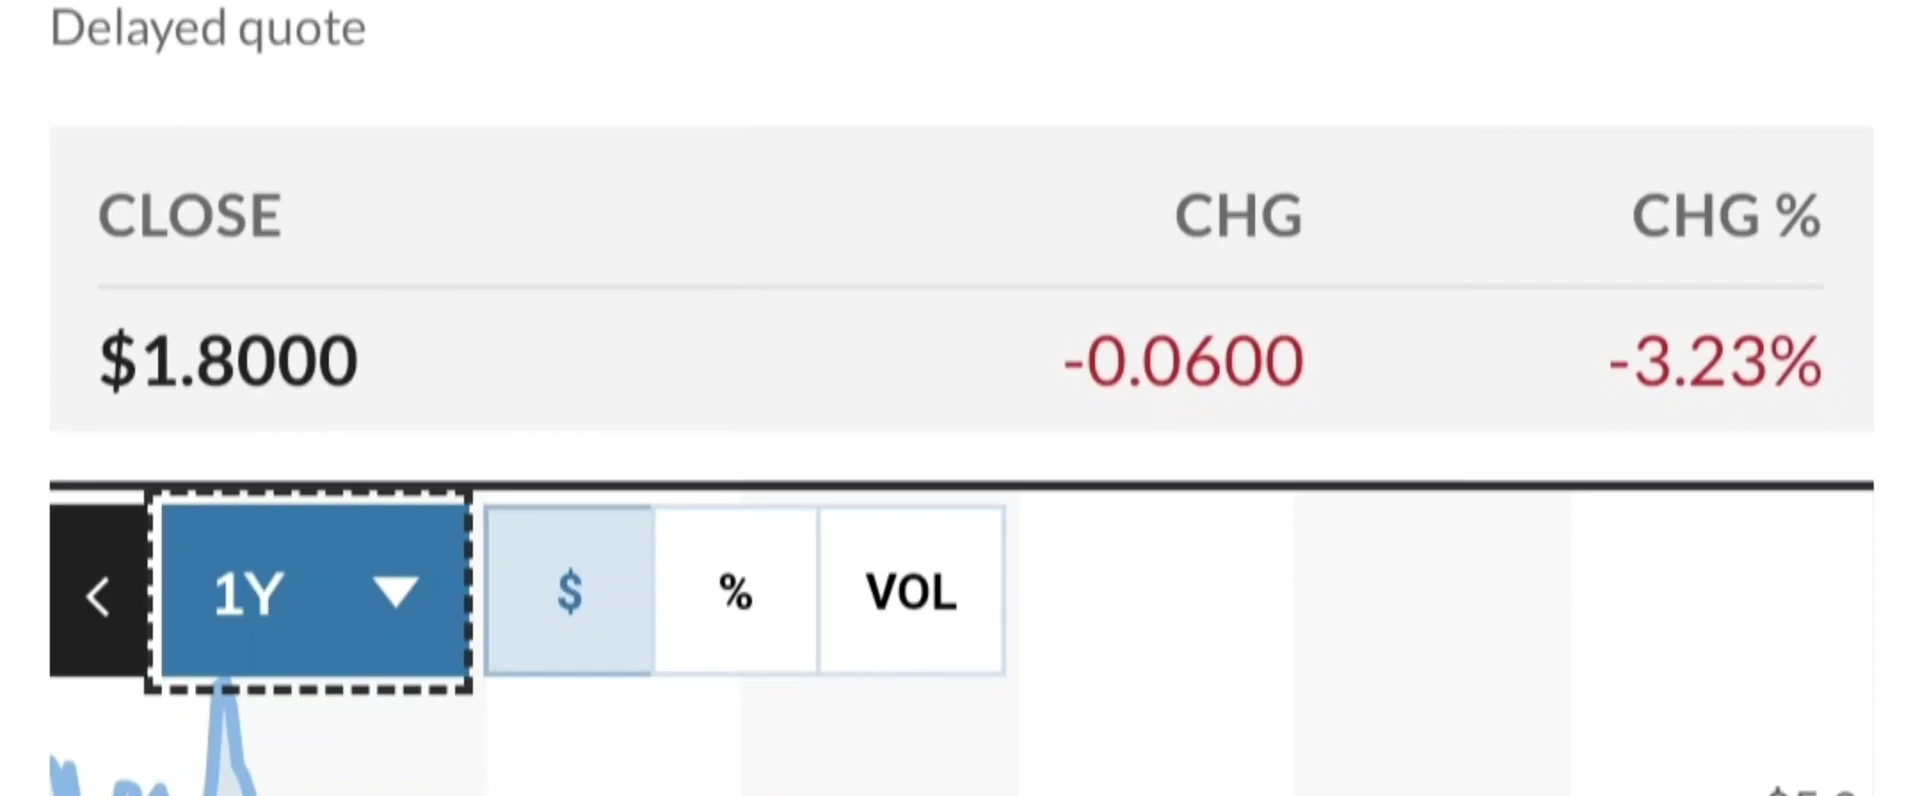 Delayed quote
CLOSE CHG CHG %
$1.8000 -0.0600 -3.23%
1Y $ % VOL